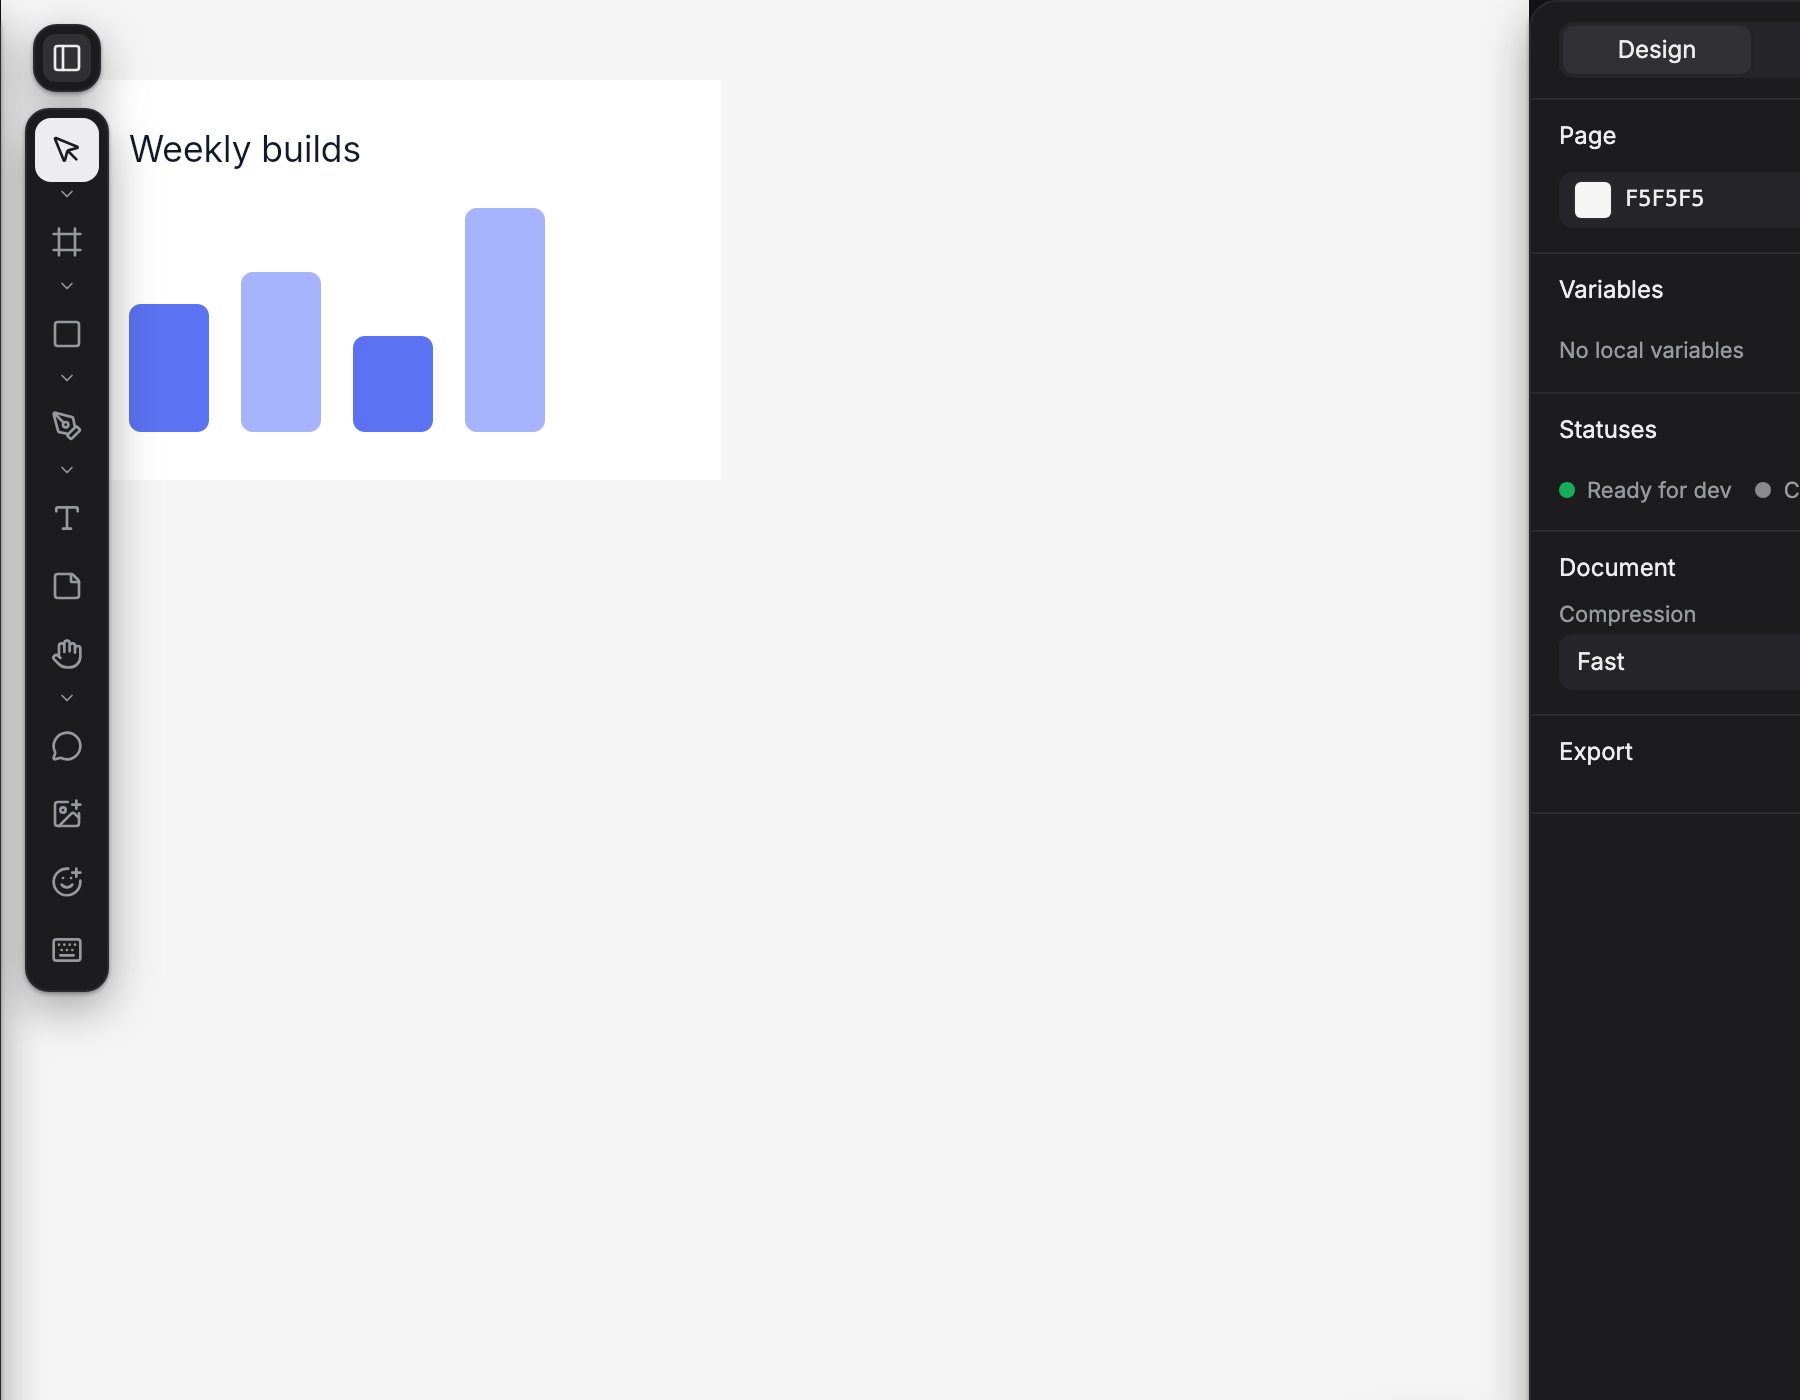 Design
Weekly builds
Page
F5F5F5
Variables
No local variables
Statuses
Ready for dev
Document
Compression
Fast
Export